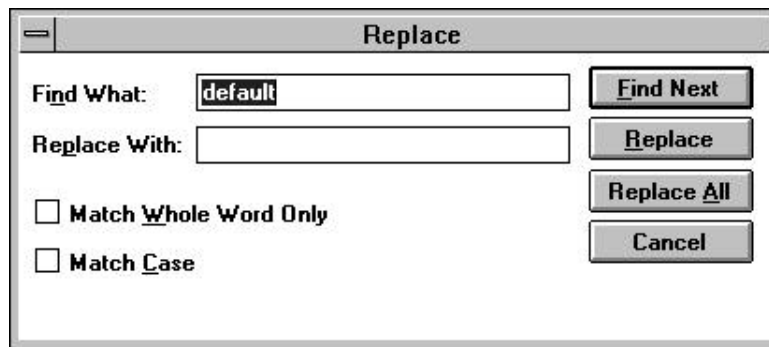 Replace
Find What: default
Find Next
Replace With:
Replace
Match Whole Word Only
Replace All
Match Case
Cancel